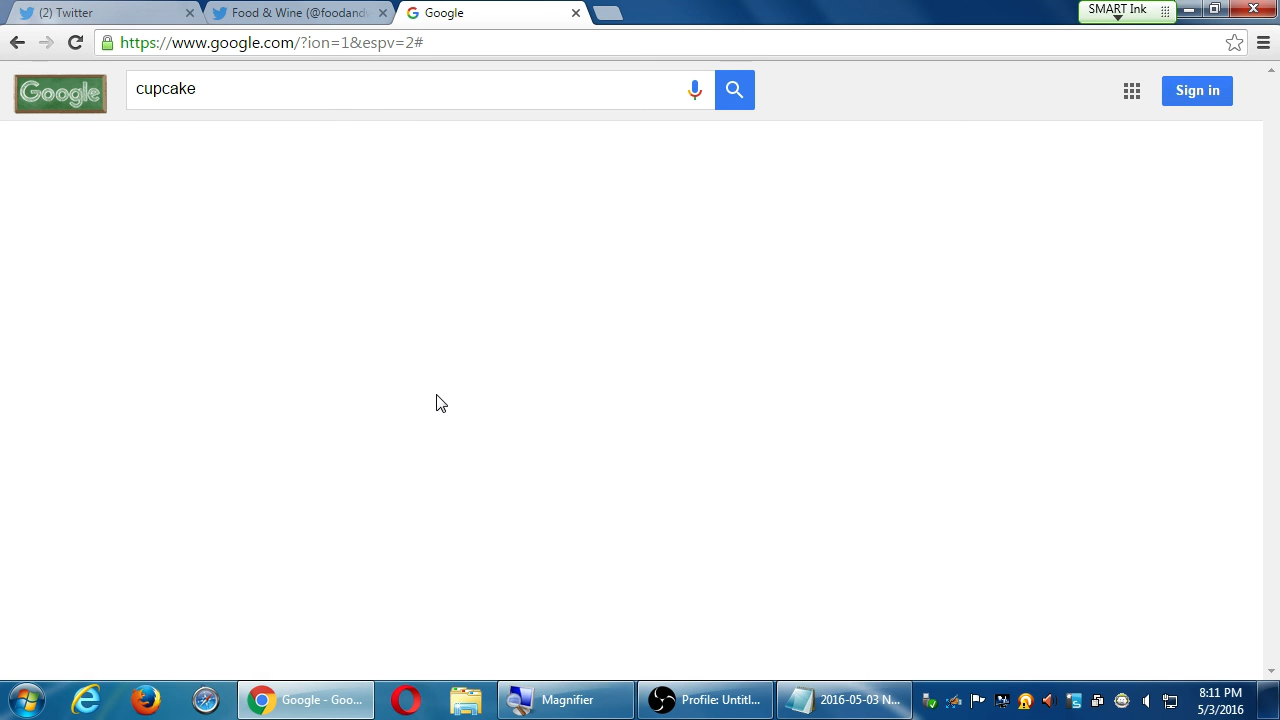 (2) Twitter
Food & Wine (@foodand
Google
SMART Ink
https://www.google.com/?ion=1&espv=2#
Google
cupcake
Sign in
Google - Goo...
Magnifier
Profile: Untitl...
2016-05-03 N...
8:11 PM
5/3/2016